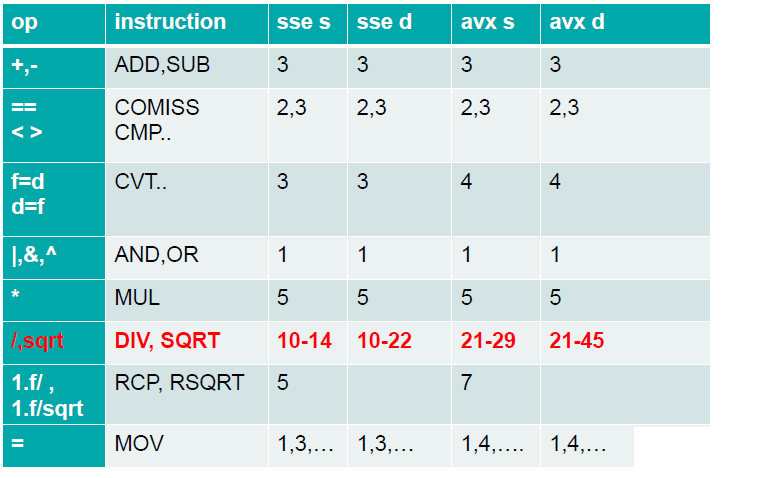 op instruction sse s sse d avx s avx d
+,- ADD,SUB 3 3 3 3
== COMISS 2,3 2,3 2,3 2,3
< > CMP..
f=d CVT.. 3 3 4 4
d=f
|,&,^ AND,OR 1 1 1 1
* MUL 5 5 5 5
/,sqrt DIV, SQRT 10-14 10-22 21-29 21-45
1.f/ , RCP, RSQRT 5 7
1.f/sqrt
= MOV 1,3,… 1,3,… 1,4,…. 1,4,…